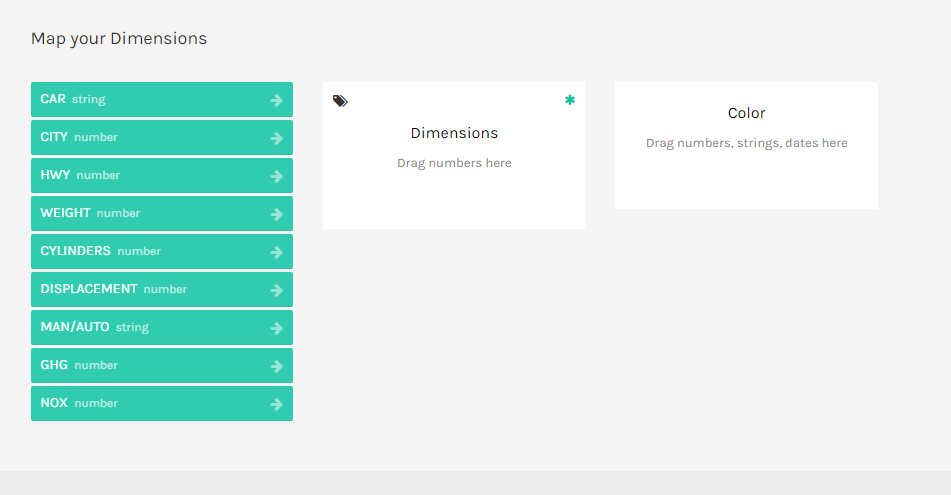 Map your Dimensions
CAR string
CITY number
HWY number
WEIGHT number
CYLINDERS number
DISPLACEMENT number
MAN/AUTO string
GHG number
NOX number
Dimensions
Drag numbers here
Color
Drag numbers, strings, dates here